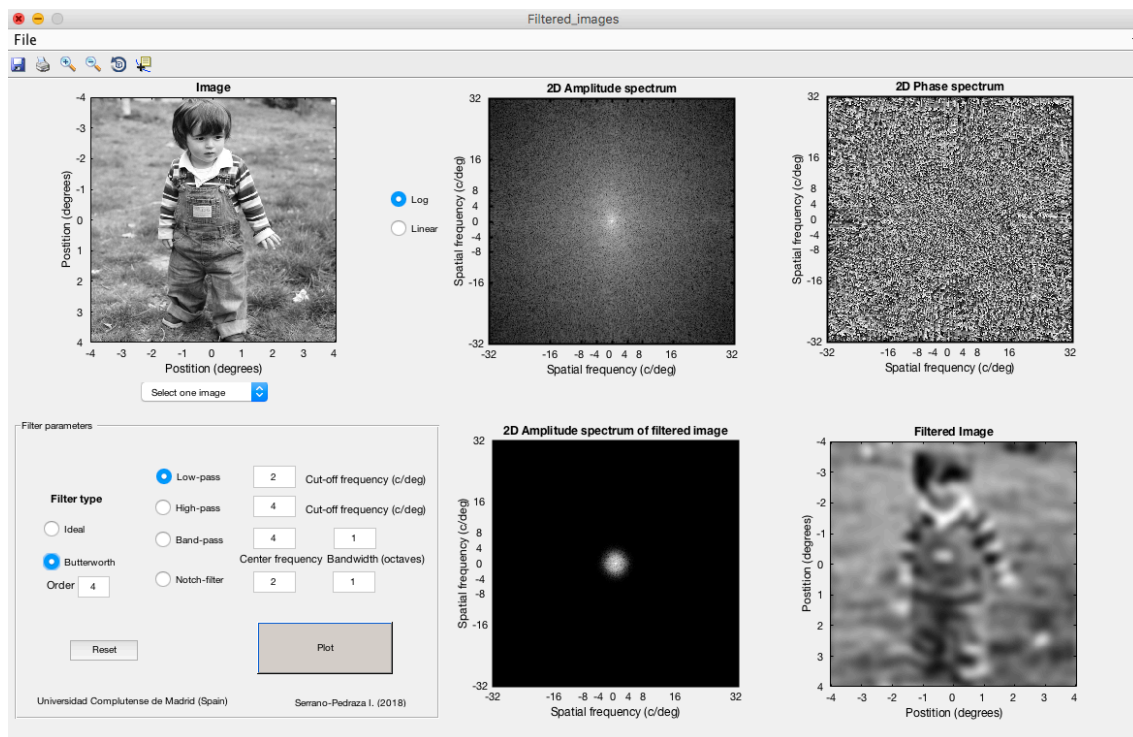 Filtered_images
File
Image
-4
-3
-2
-1
0
1
2
3
4
Postition (degrees)
-4 -3 -2 -1 0 1 2 3 4
Postition (degrees)
Select one image
Log
Linear
2D Amplitude spectrum
32
16
8
4
0
-4
-8
-16
-32
Spatial frequency (c/deg)
-32 -16 -8 -4 0 4 8 16 32
Spatial frequency (c/deg)
2D Phase spectrum
32
16
8
4
0
-4
-8
-16
-32
Spatial frequency (c/deg)
-32 -16 -8 -4 0 4 8 16 32
Spatial frequency (c/deg)
Filter parameters
Filter type
Ideal
Butterworth
Order 4
Low-pass 2 Cut-off frequency (c/deg)
High-pass 4 Cut-off frequency (c/deg)
Band-pass 4 1
Center frequency Bandwidth (octaves)
Notch-filter 2 1
Reset
Plot
Universidad Complutense de Madrid (Spain)
Serrano-Pedraza I. (2018)
2D Amplitude spectrum of filtered image
32
16
8
4
0
-4
-8
-16
-32
Spatial frequency (c/deg)
-32 -16 -8 -4 0 4 8 16 32
Spatial frequency (c/deg)
Filtered Image
-4
-3
-2
-1
0
1
2
3
4
Postition (degrees)
-4 -3 -2 -1 0 1 2 3 4
Postition (degrees)